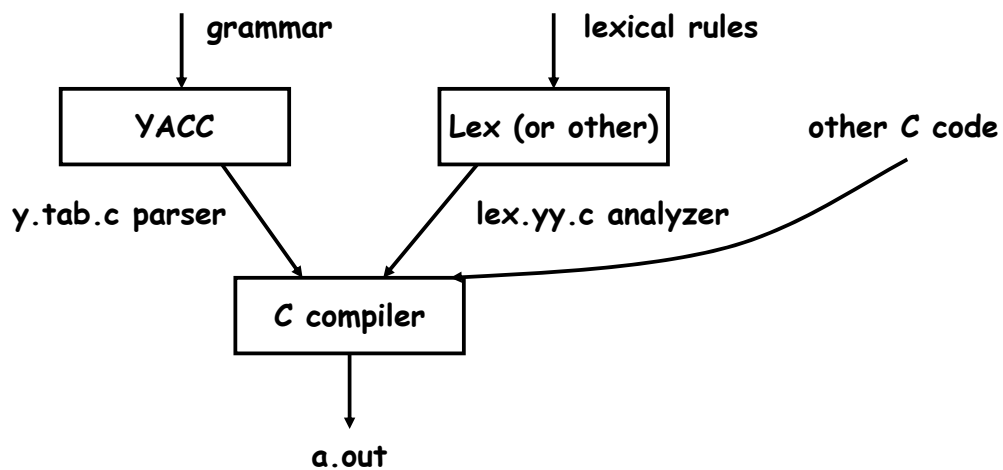 grammar
lexical rules
YACC
Lex (or other)
other C code
y.tab.c parser
lex.yy.c analyzer
C compiler
a.out